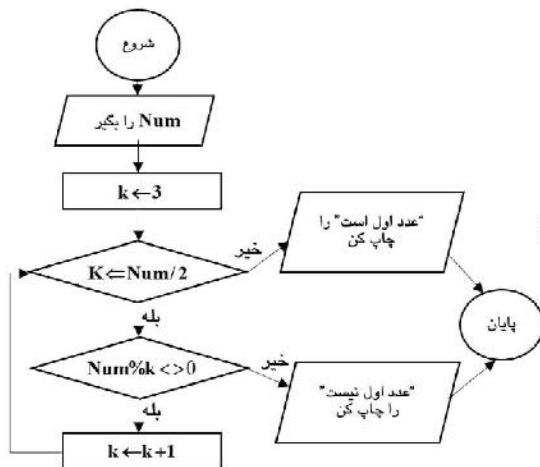 شروع
Num را بگیر
k←3
K⇐Num/2
خیر
"عدد اول است" را
چاپ کن
بله
Num%k<>0
خیر
"عدد اول نیست"
را چاپ کن
پایان
بله
k←k+1